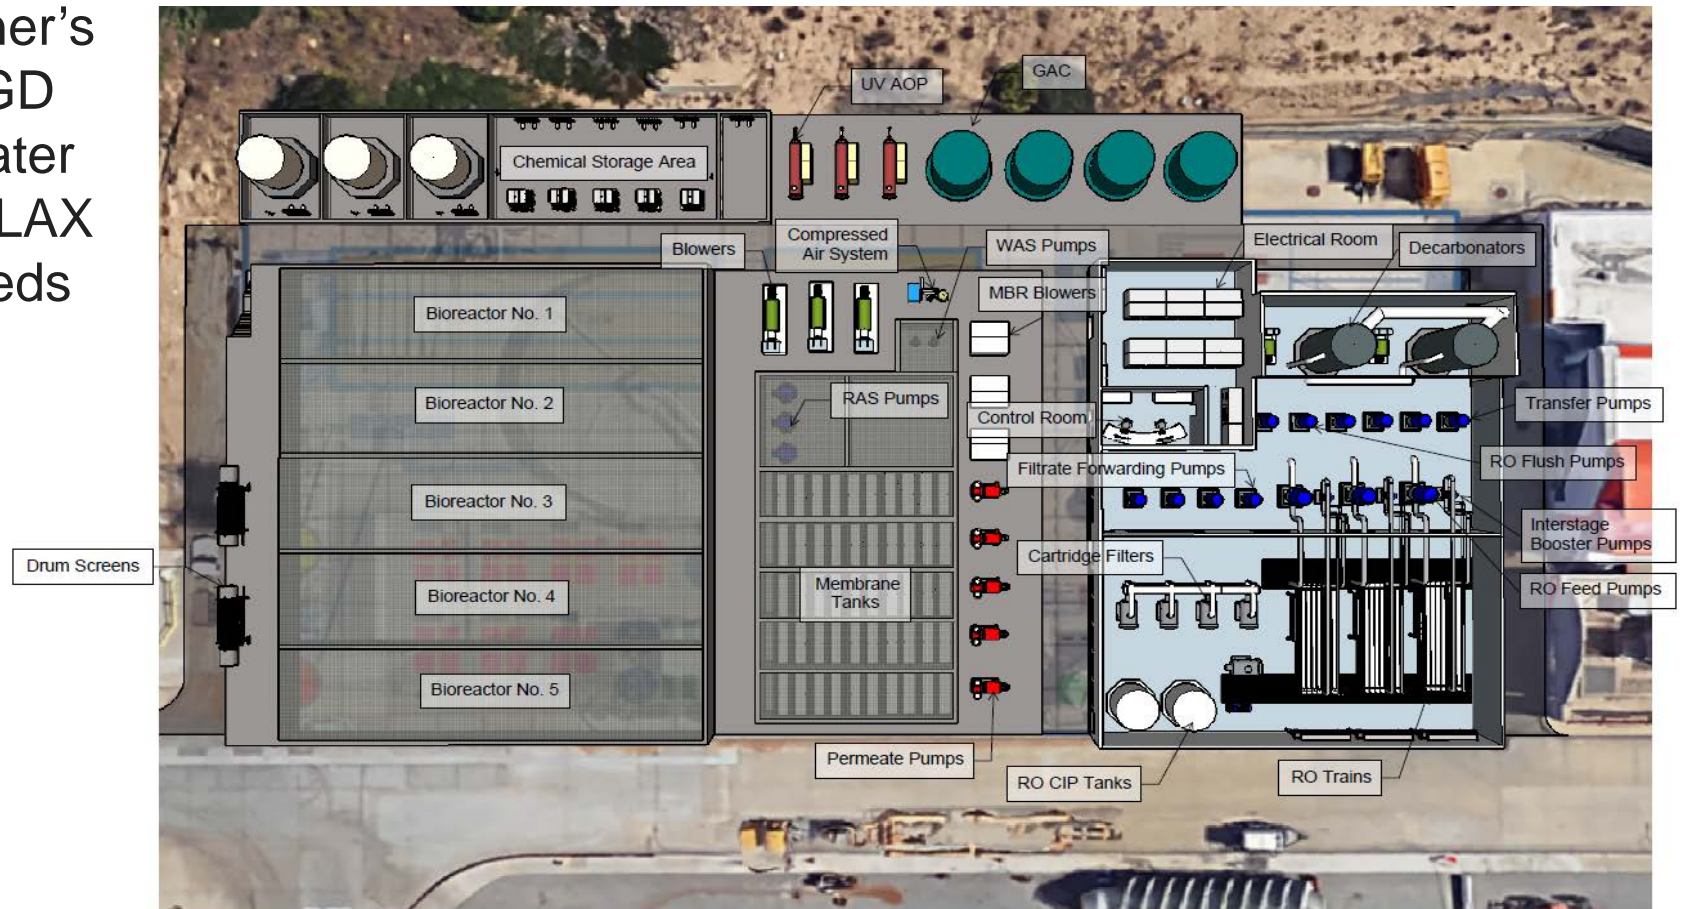 ner's
GD
ater
LAX
eds
UV AOP
GAC
Chemical Storage Area
Blowers
Compressed
Air System
WAS Pumps
Electrical Room
Decarbonators
MBR Blowers
Bioreactor No. 1
Bioreactor No. 2
RAS Pumps
Control Room
Transfer Pumps
Filtrate Forwarding Pumps
RO Flush Pumps
Bioreactor No. 3
Interstage
Booster Pumps
Drum Screens
Cartridge Filters
Bioreactor No. 4
Membrane
Tanks
RO Feed Pumps
Bioreactor No. 5
Permeate Pumps
RO CIP Tanks
RO Trains